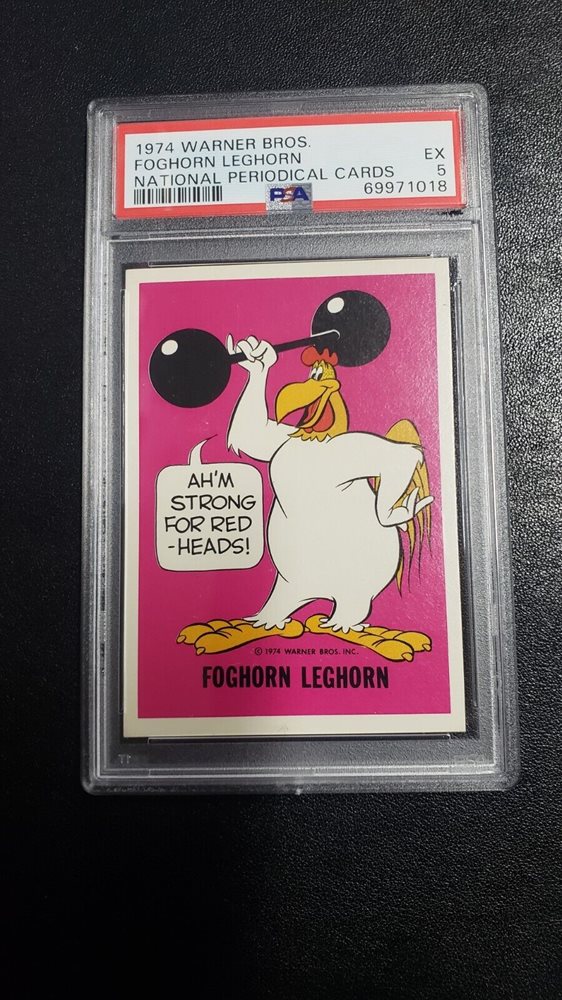 1974 WARNER BROS.
FOGHORN LEGHORN EX
NATIONAL PERIODICAL CARDS 5
PSA 69971018
AH'M
STRONG
FOR RED
-HEADS!
© 1974 WARNER BROS. INC.
FOGHORN LEGHORN